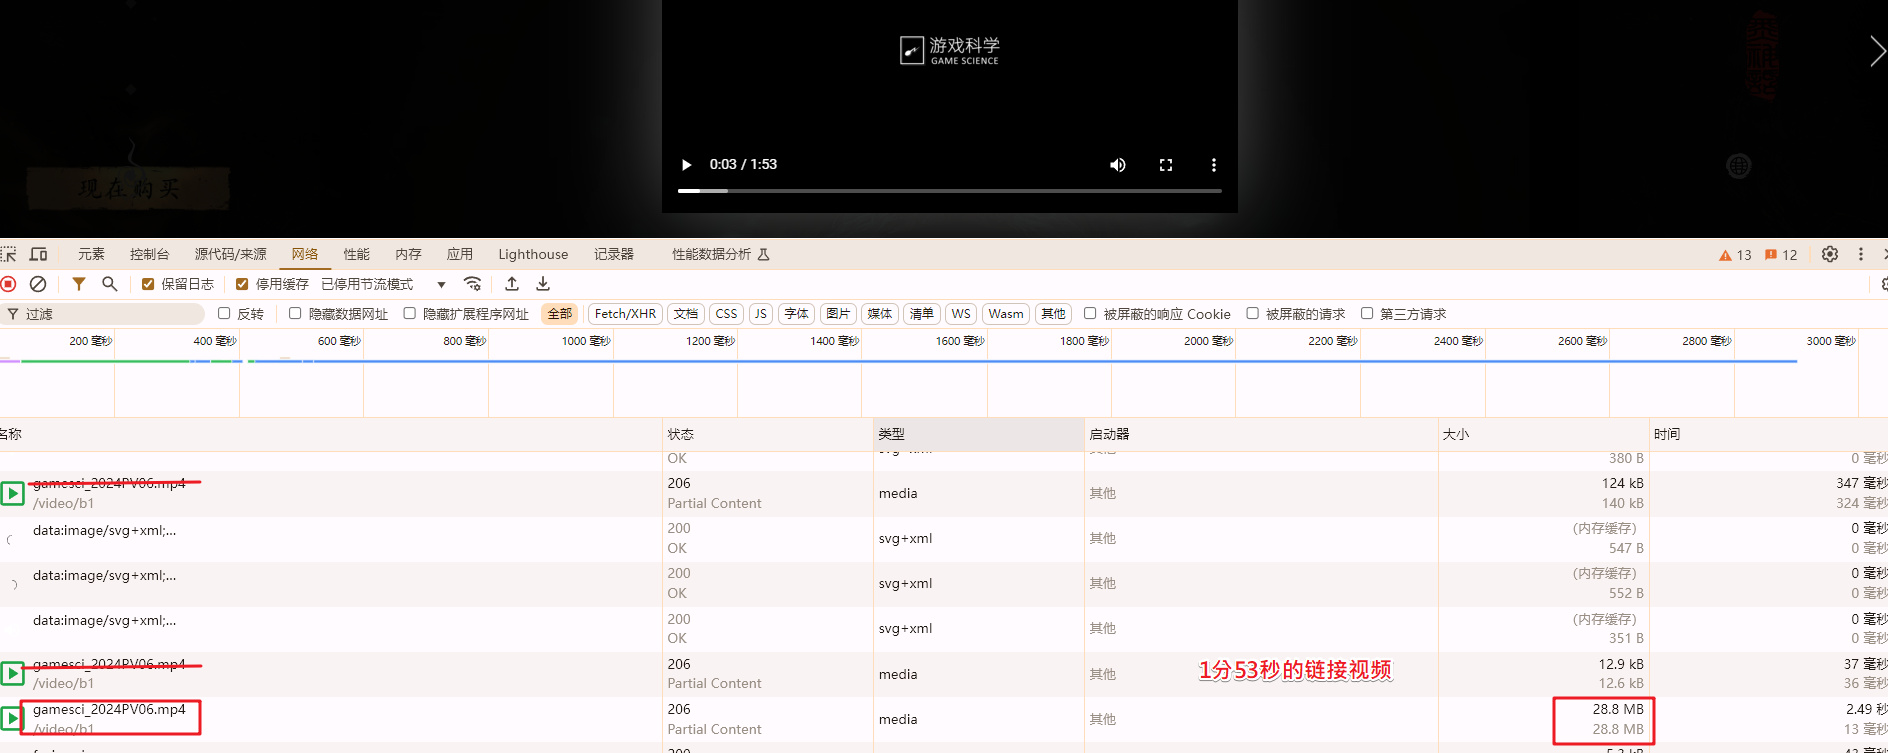 游戏科学
GAME SCIENCE
0:03 / 1:53
现在购买
元素 控制台 源代码/来源 网络 性能 内存 应用 Lighthouse 记录器 性能数据分析 13 12
保留日志 停用缓存 已停用节流模式
过滤 反转 隐藏数据网址 隐藏扩展程序网址 全部 Fetch/XHR 文档 CSS JS 字体 图片 媒体 清单 WS Wasm 其他 被屏蔽的响应 Cookie 被屏蔽的请求 第三方请求
200 毫秒 400 毫秒 600 毫秒 800 毫秒 1000 毫秒 1200 毫秒 1400 毫秒 1600 毫秒 1800 毫秒 2000 毫秒 2200 毫秒 2400 毫秒 2600 毫秒 2800 毫秒 3000 毫秒
名称 状态 类型 启动器 大小 时间
OK svg+xml 其他 380 B 0 毫秒
gamesci_2024PV06.mp4 206 media 其他 124 kB 347 毫秒
/video/b1 Partial Content 140 kB 324 毫秒
data:image/svg+xml;... 200 svg+xml 其他 (内存缓存) 0 毫秒
OK 547 B 0 毫秒
data:image/svg+xml;... 200 svg+xml 其他 (内存缓存) 0 毫秒
OK 552 B 0 毫秒
data:image/svg+xml;... 200 svg+xml 其他 (内存缓存) 0 毫秒
OK 351 B 0 毫秒
gamesci_2024PV06.mp4 206 media 其他 1分53秒的链接视频 12.9 kB 37 毫秒
/video/b1 Partial Content 12.6 kB 36 毫秒
gamesci_2024PV06.mp4 206 media 其他 28.8 MB 2.49 秒
/video/b1 Partial Content 28.8 MB 13 毫秒